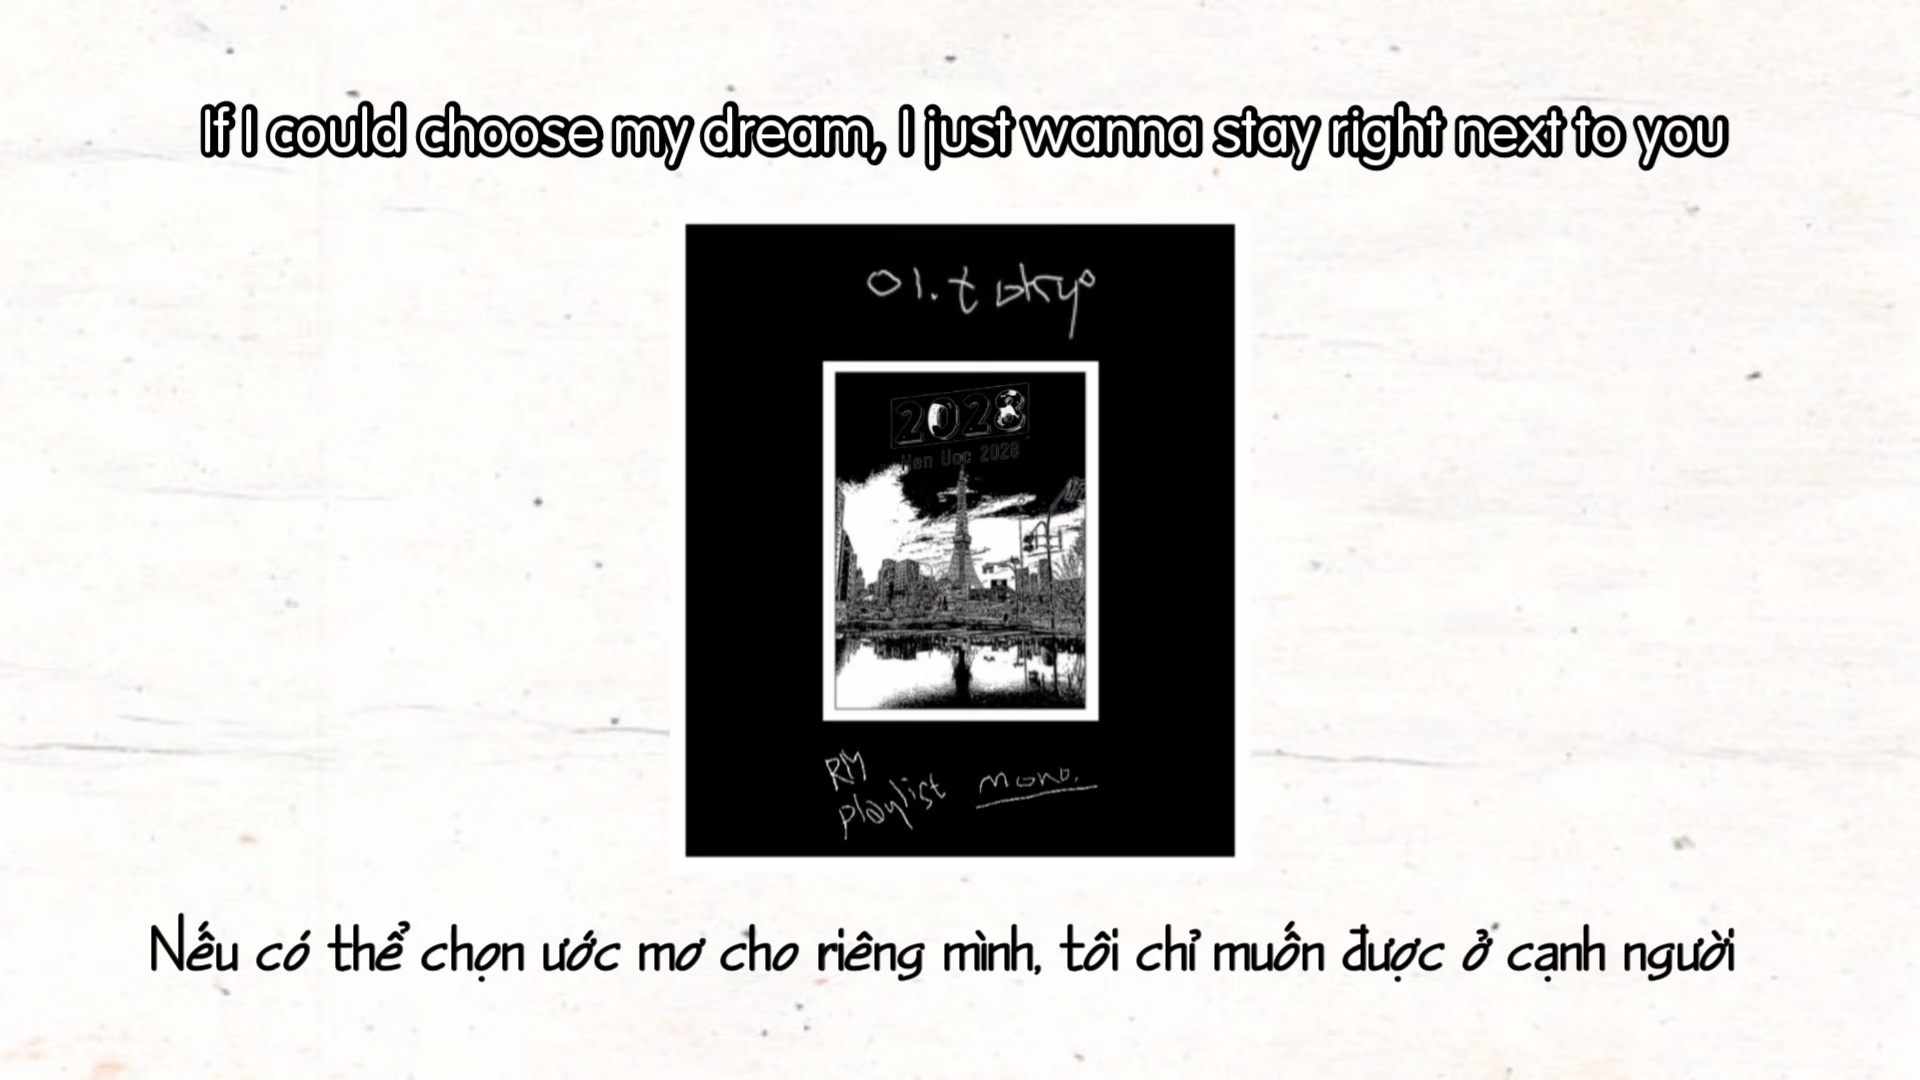 If I could choose my dream, I just wanna stay right next to you
01. tokyo
2028
Hen Uoc 2028
RM
playlist mono.
Nếu có thể chọn ước mơ cho riêng mình, tôi chỉ muốn được ở cạnh người